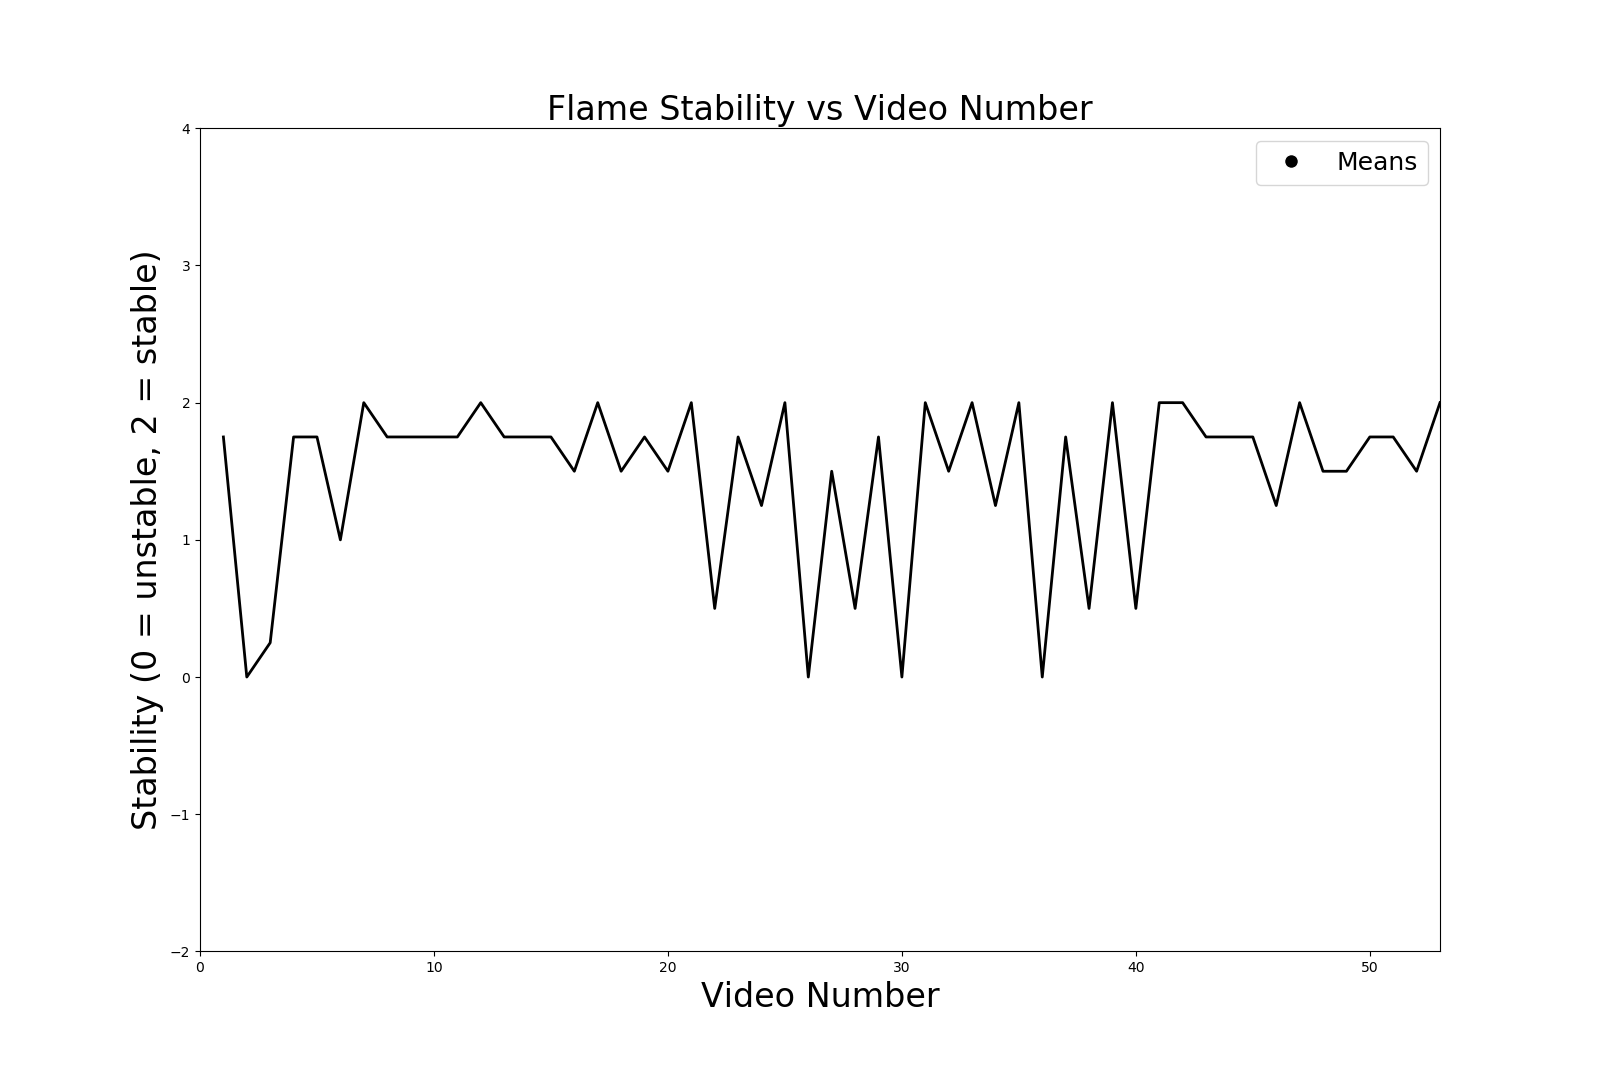 Flame Stability vs Video Number
Means
Stability (0 = unstable, 2 = stable)
4
3
2
1
0
−1
−2
0 10 20 30 40 50
Video Number